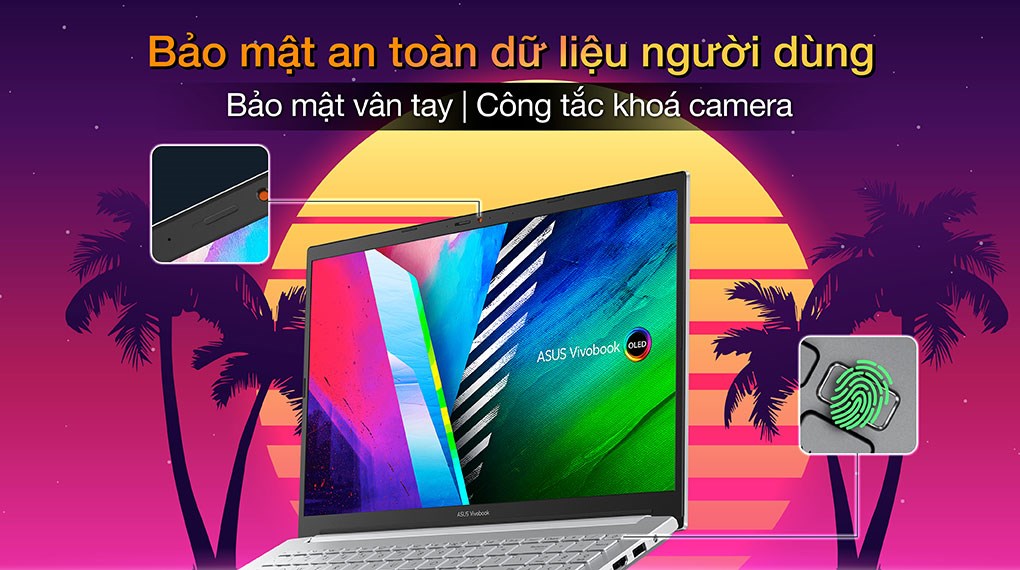 Bảo mật an toàn dữ liệu người dùng
Bảo mật vân tay | Công tắc khoá camera
ASUS Vivobook OLED
ASUS Vivobook